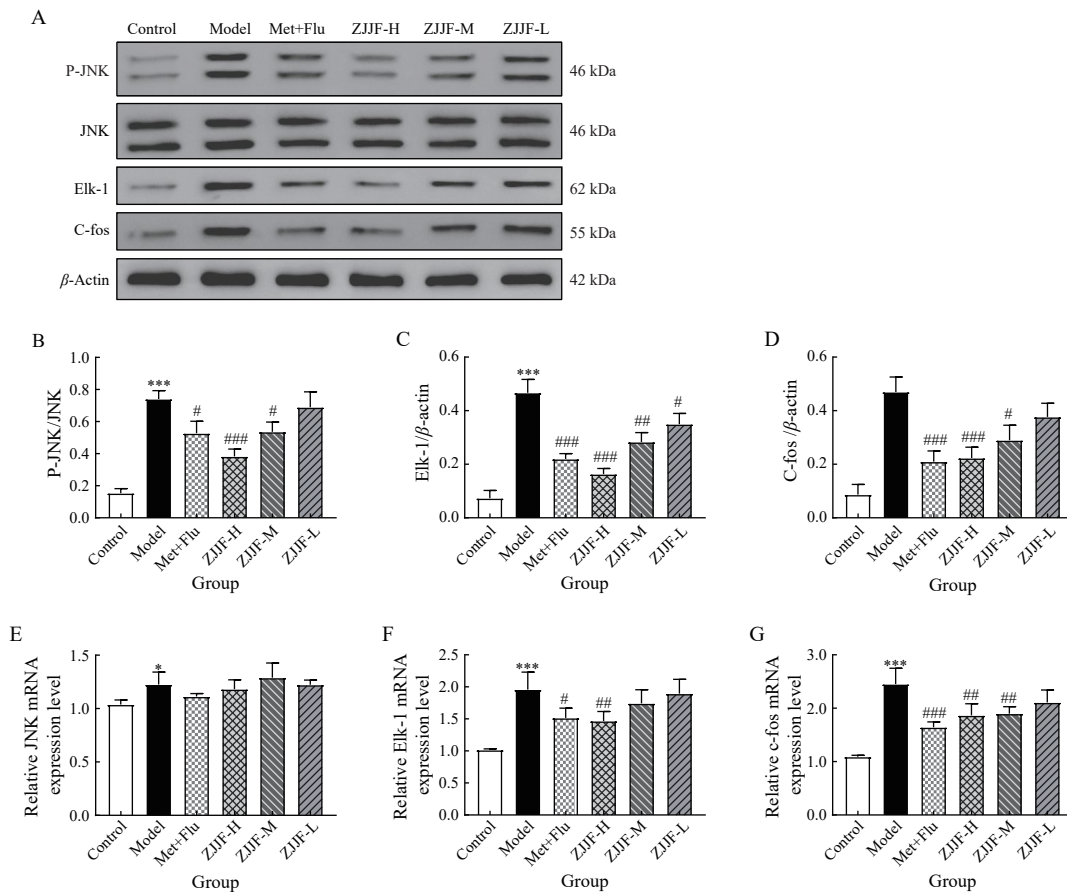 A
Control Model Met+Flu ZJJF-H ZJJF-M ZJJF-L
P-JNK 46 kDa
JNK 46 kDa
Elk-1 62 kDa
C-fos 55 kDa
β-Actin 42 kDa
B
P-JNK/JNK
1.0
0.8
0.6
0.4
0.2
0.0
***
#
###
#
Control Model Met+Flu ZJJF-H ZJJF-M ZJJF-L
Group
C
Elk-1/β-actin
0.6
0.4
0.2
0.0
***
###
###
##
#
Control Model Met+Flu ZJJF-H ZJJF-M ZJJF-L
Group
D
C-fos /β-actin
0.6
0.4
0.2
0.0
###
###
#
Control Model Met+Flu ZJJF-H ZJJF-M ZJJF-L
Group
E
Relative JNK mRNA
expression level
1.5
1.0
0.5
0.0
*
Control Model Met+Flu ZJJF-H ZJJF-M ZJJF-L
Group
F
Relative Elk-1 mRNA
expression level
2.5
2.0
1.5
1.0
0.5
0.0
***
#
##
Control Model Met+Flu ZJJF-H ZJJF-M ZJJF-L
Group
G
Relative c-fos mRNA
expression level
3.0
2.0
1.0
0.0
***
###
##
##
Control Model Met+Flu ZJJF-H ZJJF-M ZJJF-L
Group